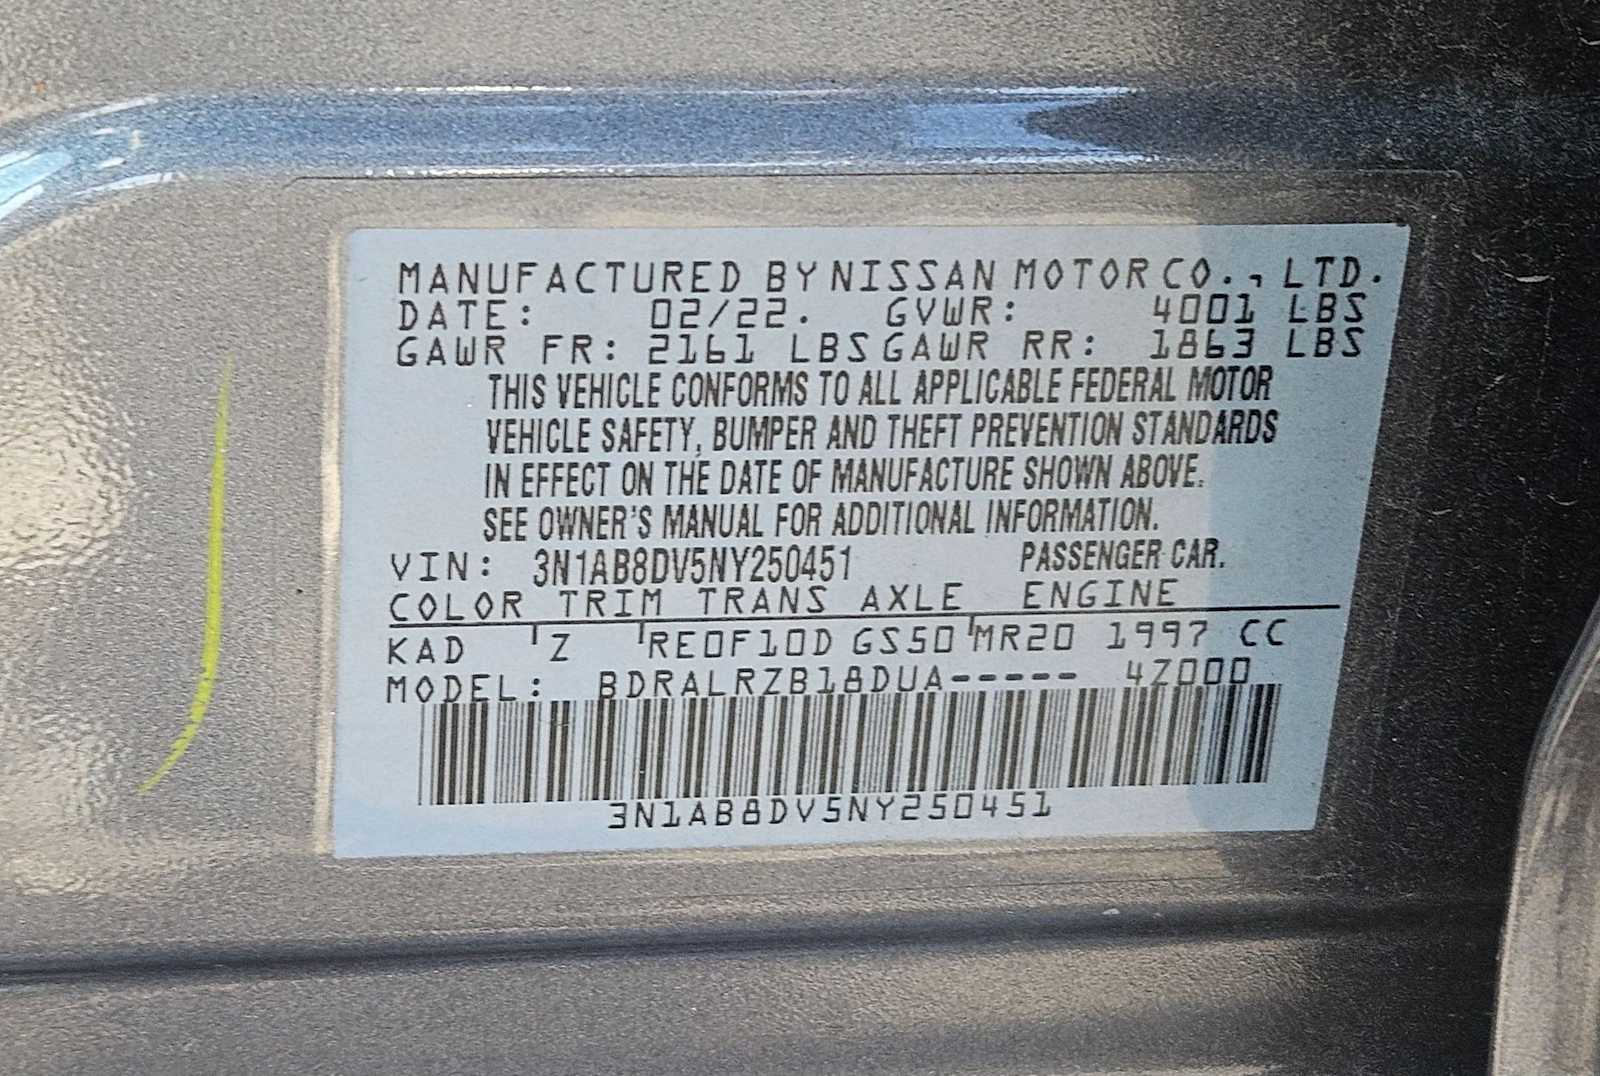 MANUFACTURED BY NISSAN MOTOR CO., LTD.
DATE: 02/22. GVWR: 4001 LBS
GAWR FR: 2161 LBS GAWR RR: 1863 LBS
THIS VEHICLE CONFORMS TO ALL APPLICABLE FEDERAL MOTOR
VEHICLE SAFETY, BUMPER AND THEFT PREVENTION STANDARDS
IN EFFECT ON THE DATE OF MANUFACTURE SHOWN ABOVE.
SEE OWNER'S MANUAL FOR ADDITIONAL INFORMATION.
VIN: 3N1AB8DV5NY250451 PASSENGER CAR.
COLOR TRIM TRANS AXLE ENGINE
KAD Z RE0F10D GS50 MR20 1997 CC
MODEL: BDRALRZB18DUA----- 4Z000
3N1AB8DV5NY250451